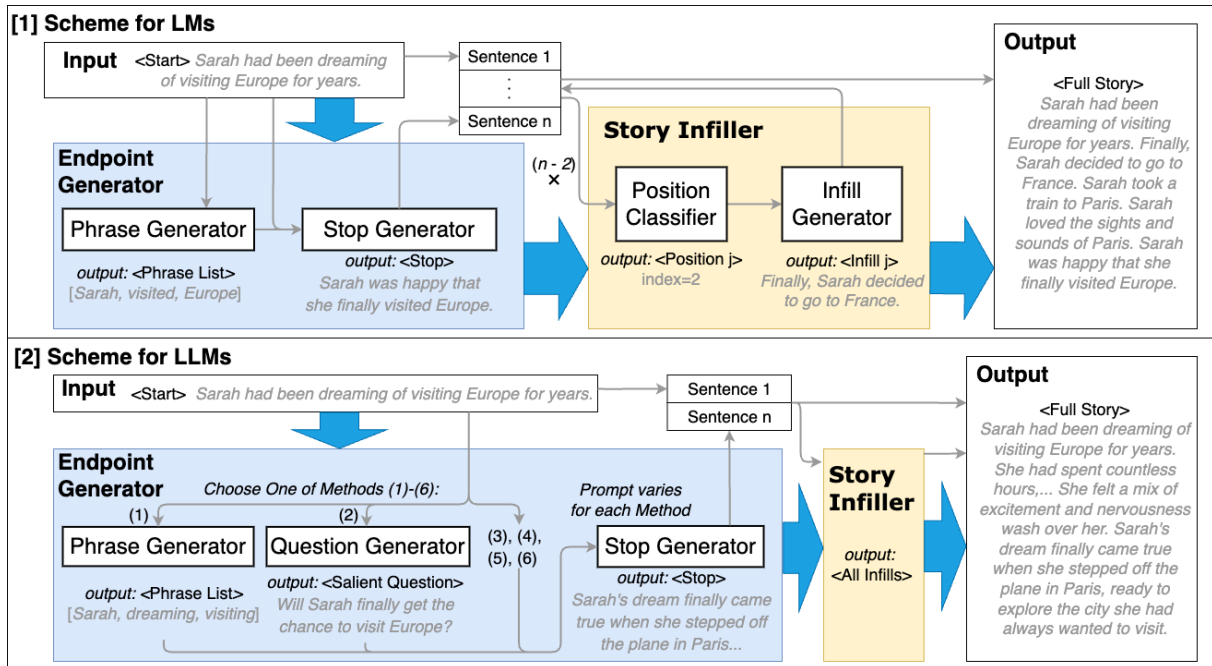 [1] Scheme for LMs
Input <Start> Sarah had been dreaming
of visiting Europe for years.
Sentence 1
⋮
Sentence n
Endpoint
Generator
Phrase Generator
output: <Phrase List>
[Sarah, visited, Europe]
Stop Generator
output: <Stop>
Sarah was happy that
she finally visited Europe.
(n - 2)
×
Story Infiller
Position
Classifier
output: <Position j>
index=2
Infill
Generator
output: <Infill j>
Finally, Sarah decided
to go to France.
Output
<Full Story>
Sarah had been
dreaming of visiting
Europe for years. Finally,
Sarah decided to go to
France. Sarah took a
train to Paris. Sarah
loved the sights and
sounds of Paris. Sarah
was happy that she
finally visited Europe.
[2] Scheme for LLMs
Input <Start> Sarah had been dreaming of visiting Europe for years.
Sentence 1
Sentence n
Endpoint
Generator
Choose One of Methods (1)-(6):
(1)
Phrase Generator
output: <Phrase List>
[Sarah, dreaming, visiting]
(2)
Question Generator
output: <Salient Question>
Will Sarah finally get the
chance to visit Europe?
(3), (4),
(5), (6)
Prompt varies
for each Method
Stop Generator
output: <Stop>
Sarah's dream finally came
true when she stepped off
the plane in Paris...
Story
Infiller
output:
<All Infills>
Output
<Full Story>
Sarah had been dreaming of
visiting Europe for years.
She had spent countless
hours,... She felt a mix of
excitement and nervousness
wash over her. Sarah's
dream finally came true
when she stepped off the
plane in Paris, ready to
explore the city she had
always wanted to visit.